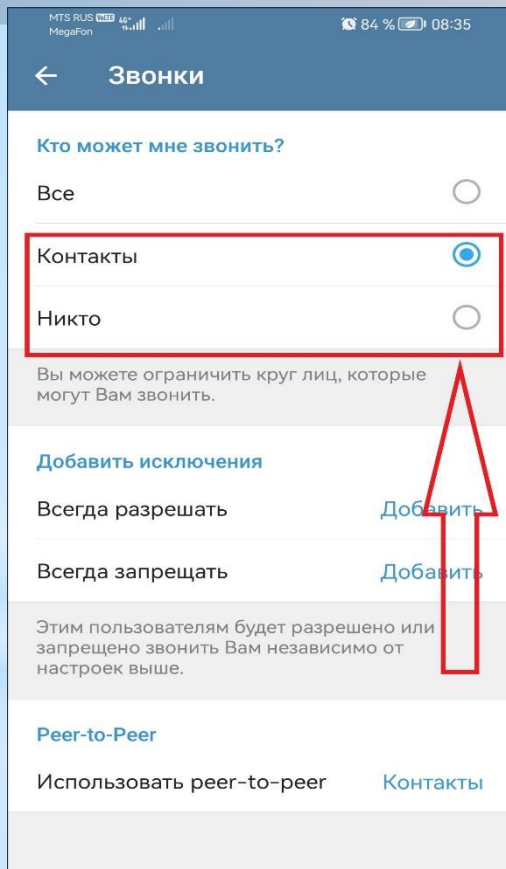 MTS RUS VoLTE 4G+
MegaFon
84 % 08:35
Звонки
Кто может мне звонить?
Все
Контакты
Никто
Вы можете ограничить круг лиц, которые
могут Вам звонить.
Добавить исключения
Всегда разрешать Добавить
Всегда запрещать Добавить
Этим пользователям будет разрешено или
запрещено звонить Вам независимо от
настроек выше.
Peer-to-Peer
Использовать peer-to-peer Контакты